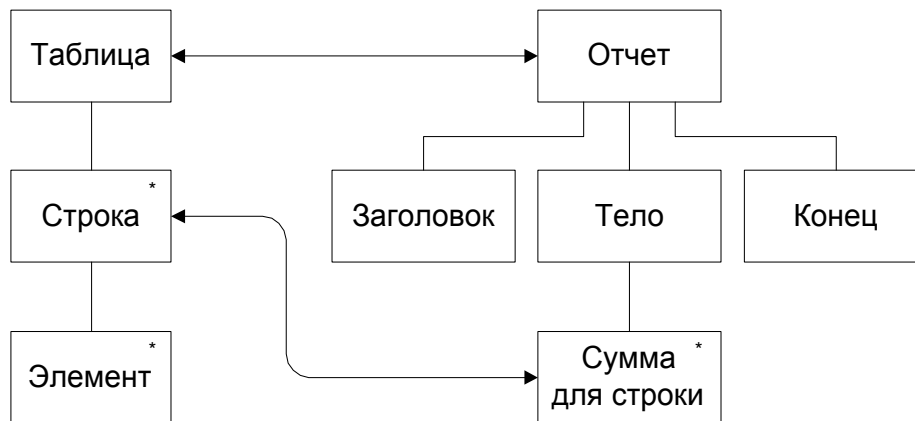 Таблица
Отчет
Строка *
Заголовок
Тело
Конец
Элемент *
Сумма *
для строки